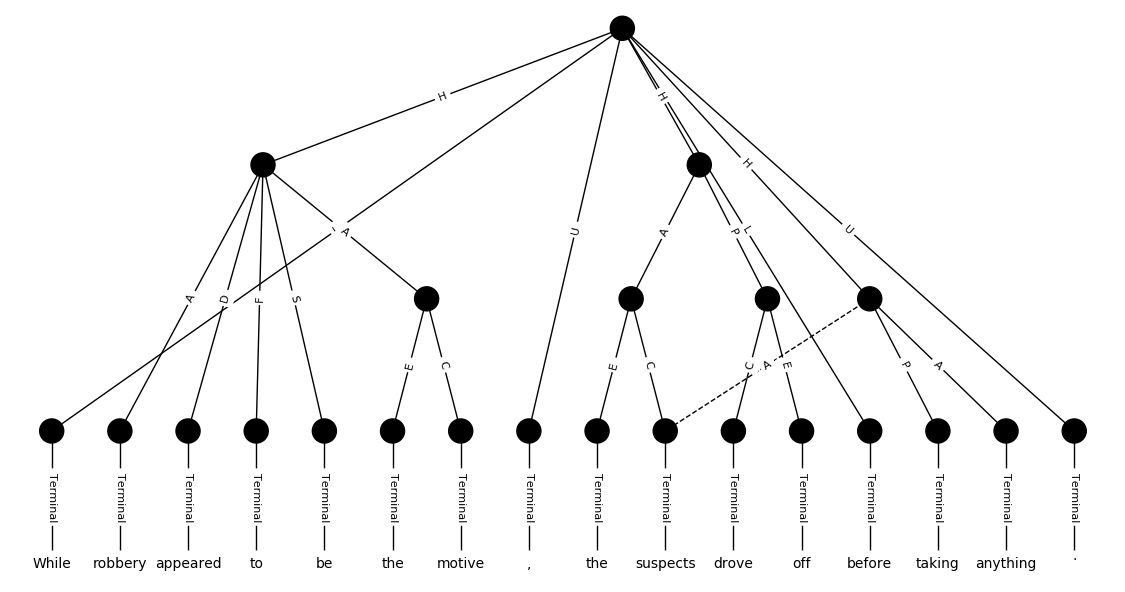 H
H
H
L
A
U
P
L
U
A
D
F
S
A
E
C
E
C
C
A
E
P
A
Terminal Terminal Terminal Terminal Terminal Terminal Terminal Terminal Terminal Terminal Terminal Terminal Terminal Terminal Terminal Terminal
While robbery appeared to be the motive , the suspects drove off before taking anything .